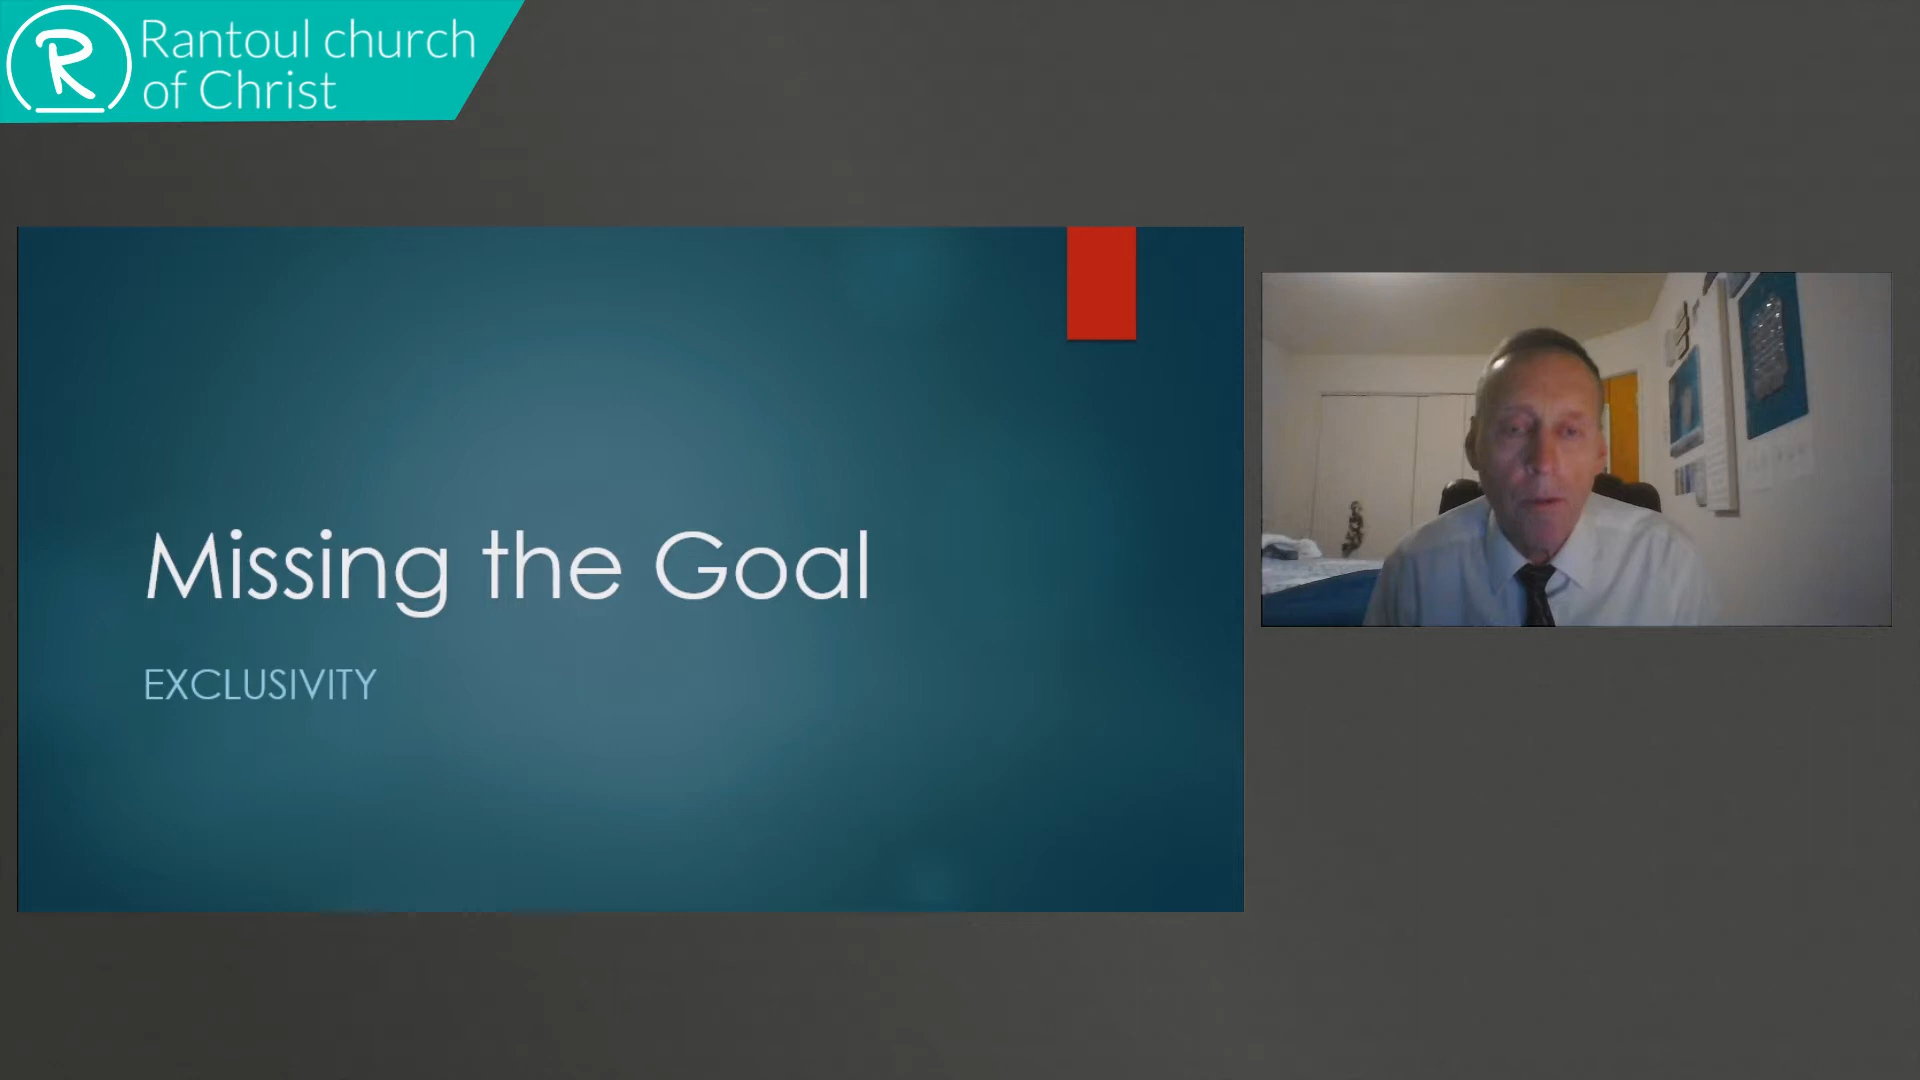 R
Rantoul church
of Christ
Missing the Goal
EXCLUSIVITY